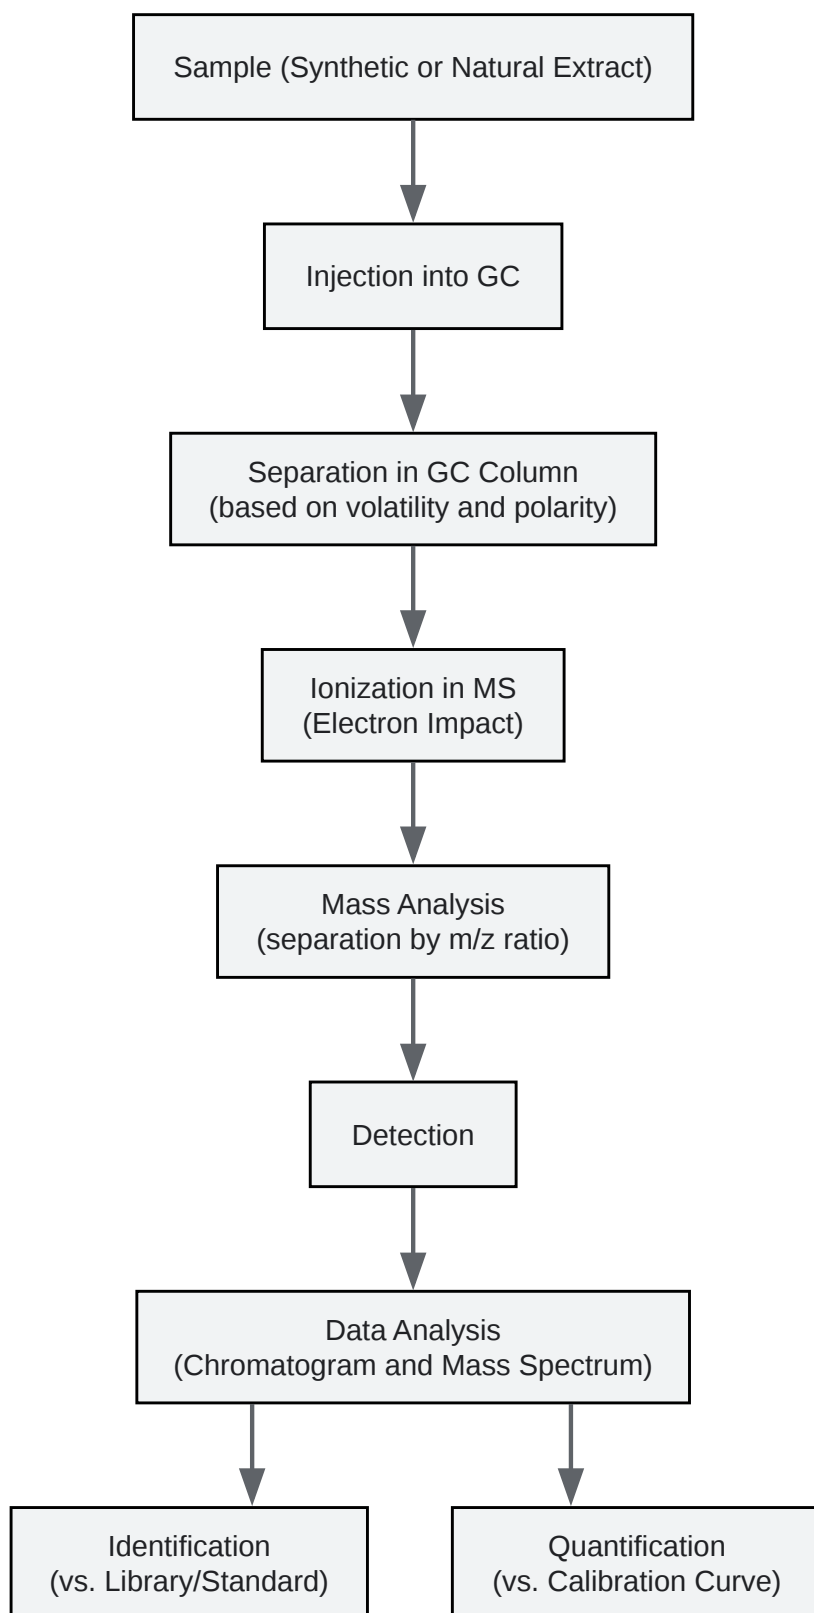 Sample (Synthetic or Natural Extract)
Injection into GC
Separation in GC Column
(based on volatility and polarity)
Ionization in MS
(Electron Impact)
Mass Analysis
(separation by m/z ratio)
Detection
Data Analysis
(Chromatogram and Mass Spectrum)
Identification
(vs. Library/Standard)
Quantification
(vs. Calibration Curve)